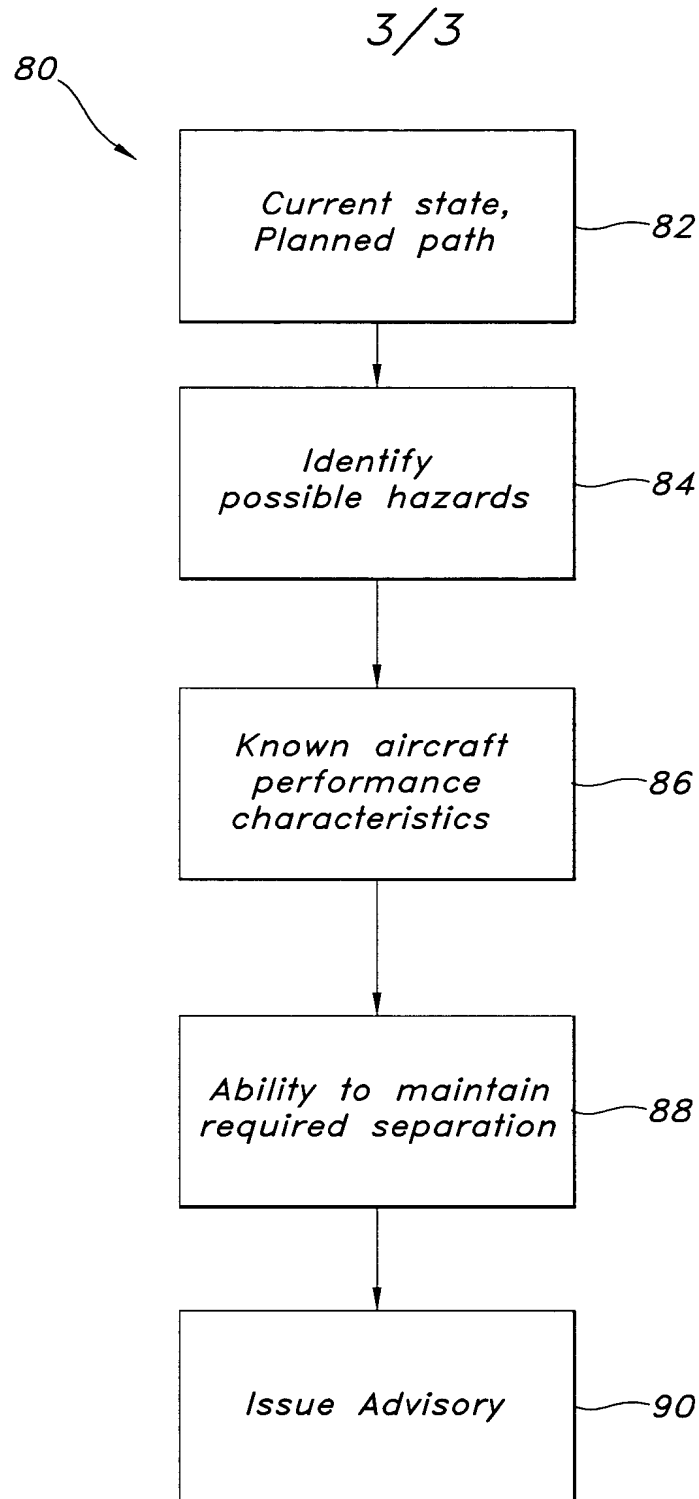 3/3
80
Current state,
Planned path
82
Identify
possible hazards
84
Known aircraft
performance
characteristics
86
Ability to maintain
required separation
88
Issue Advisory
90